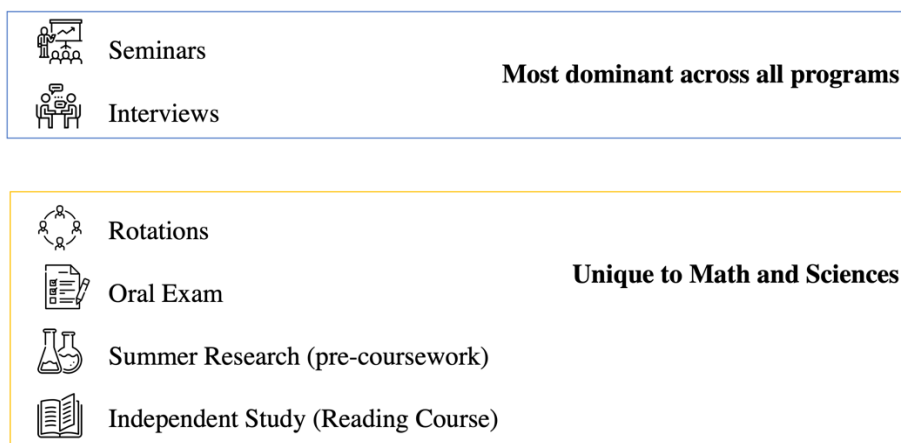 Seminars
Most dominant across all programs
Interviews
Rotations
Unique to Math and Sciences
Oral Exam
Summer Research (pre-coursework)
Independent Study (Reading Course)